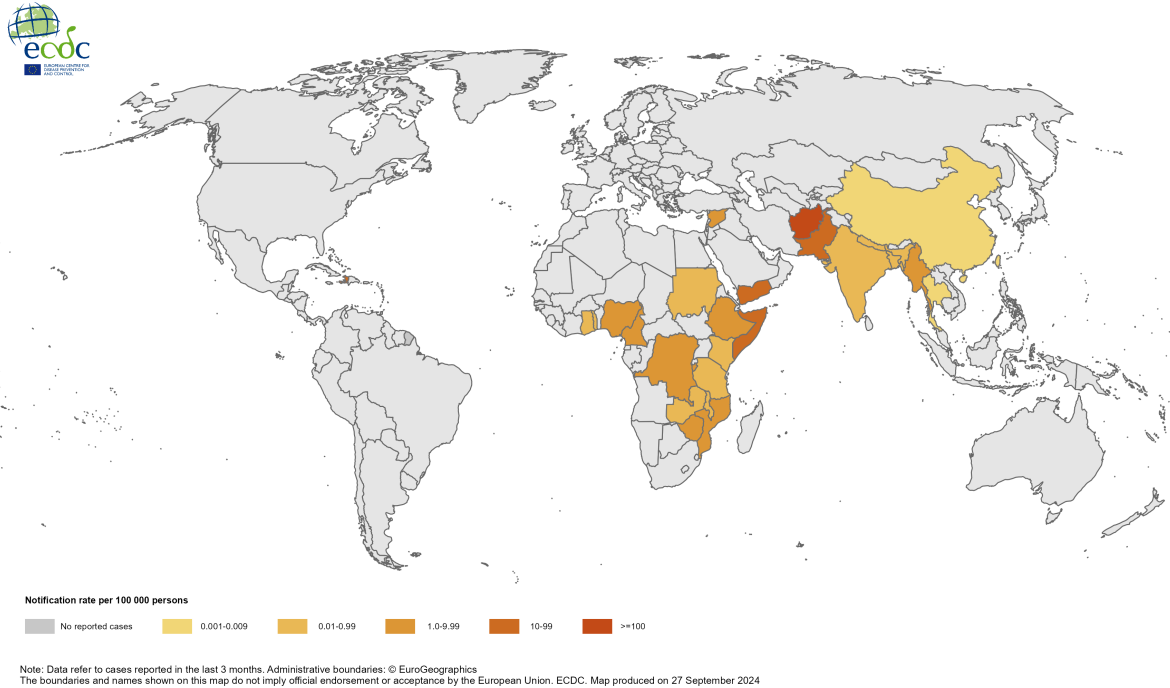 ecdc
EUROPEAN CENTRE FOR
DISEASE PREVENTION
AND CONTROL
Notification rate per 100 000 persons
No reported cases
0.001-0.009
0.01-0.99
1.0-9.99
10-99
>=100
Note: Data refer to cases reported in the last 3 months. Administrative boundaries: © EuroGeographics
The boundaries and names shown on this map do not imply official endorsement or acceptance by the European Union. ECDC. Map produced on 27 September 2024